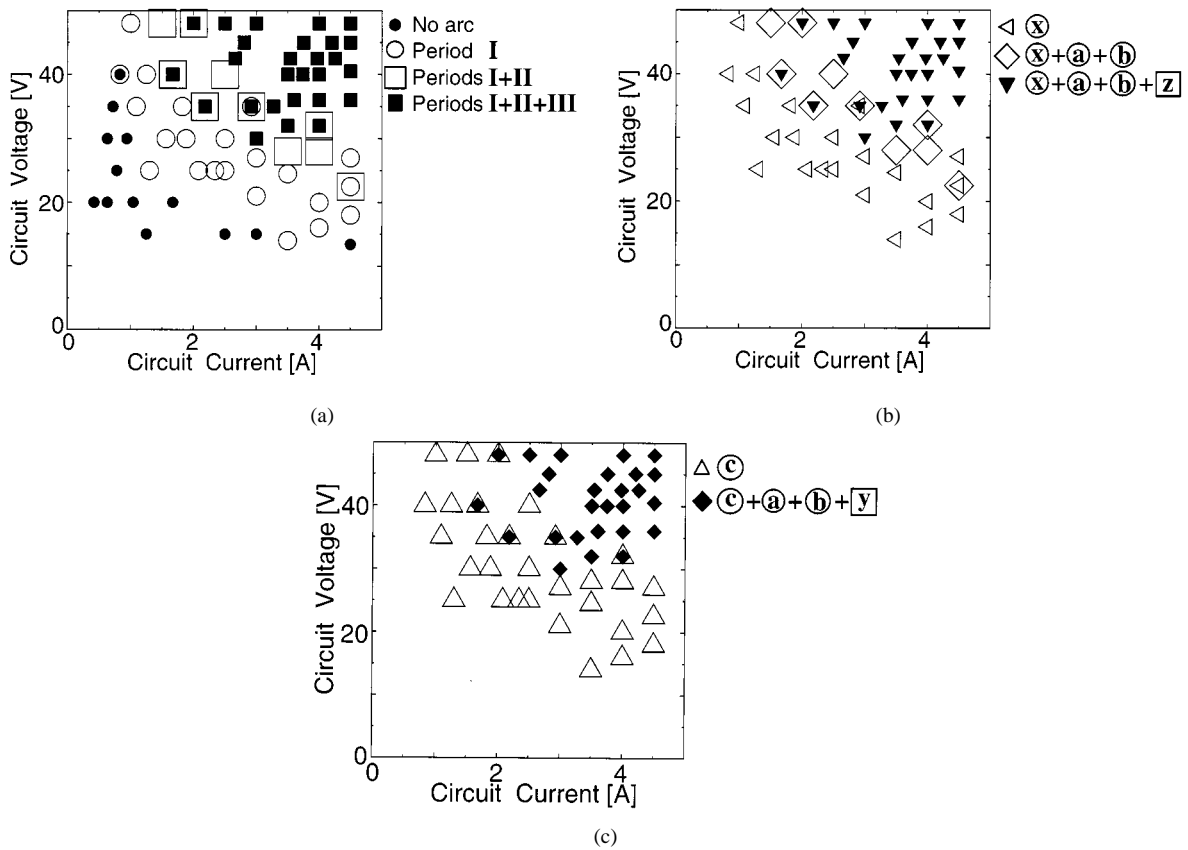 No arc
Period I
Periods I+II
Periods I+II+III
Circuit Voltage [V]
40
20
0
0 2 4
Circuit Current [A]
(a)
x
x+a+b
x+a+b+z
Circuit Voltage [V]
40
20
0
0 2 4
Circuit Current [A]
(b)
c
c+a+b+y
Circuit Voltage [V]
40
20
0
0 2 4
Circuit Current [A]
(c)